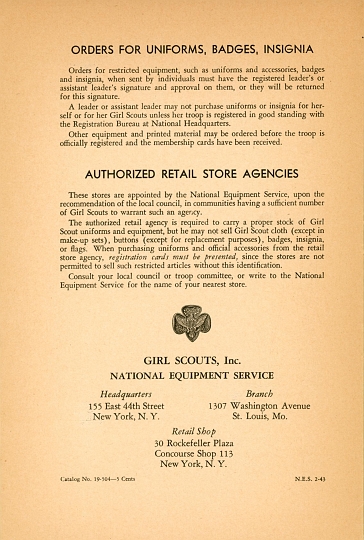 ORDERS FOR UNIFORMS, BADGES, INSIGNIA
Orders for restricted equipment, such as uniforms and accessories, badges
and insignia, when sent by individuals must have the registered leader's or
assistant leader's signature and approval on them, or they will be returned
for this signature.
A leader or assistant leader may not purchase uniforms or insignia for her-
self or for her Girl Scouts unless her troop is registered in good standing with
the Registration Bureau at National Headquarters.
Other equipment and printed material may be ordered before the troop is
officially registered and the membership cards have been received.
AUTHORIZED RETAIL STORE AGENCIES
These stores are appointed by the National Equipment Service, upon the
recommendation of the local council, in communities having a sufficient number
of Girl Scouts to warrant such an agency.
The authorized retail agency is required to carry a proper stock of Girl
Scout uniforms and equipment, but he may not sell Girl Scout cloth (except in
make-up sets), buttons (except for replacement purposes), badges, insignia,
or flags. When purchasing uniforms and official accessories from the retail
store agency, registration cards must be presented, since the stores are not
permitted to sell such restricted articles without this identification.
Consult your local council or troop committee, or write to the National
Equipment Service for the name of your nearest store.
GIRL SCOUTS, Inc.
NATIONAL EQUIPMENT SERVICE
Headquarters
155 East 44th Street
New York, N. Y.
Branch
1307 Washington Avenue
St. Louis, Mo.
Retail Shop
30 Rockefeller Plaza
Concourse Shop 113
New York, N. Y.
Catalog No. 19-504—5 Cents
N.E.S. 2-43